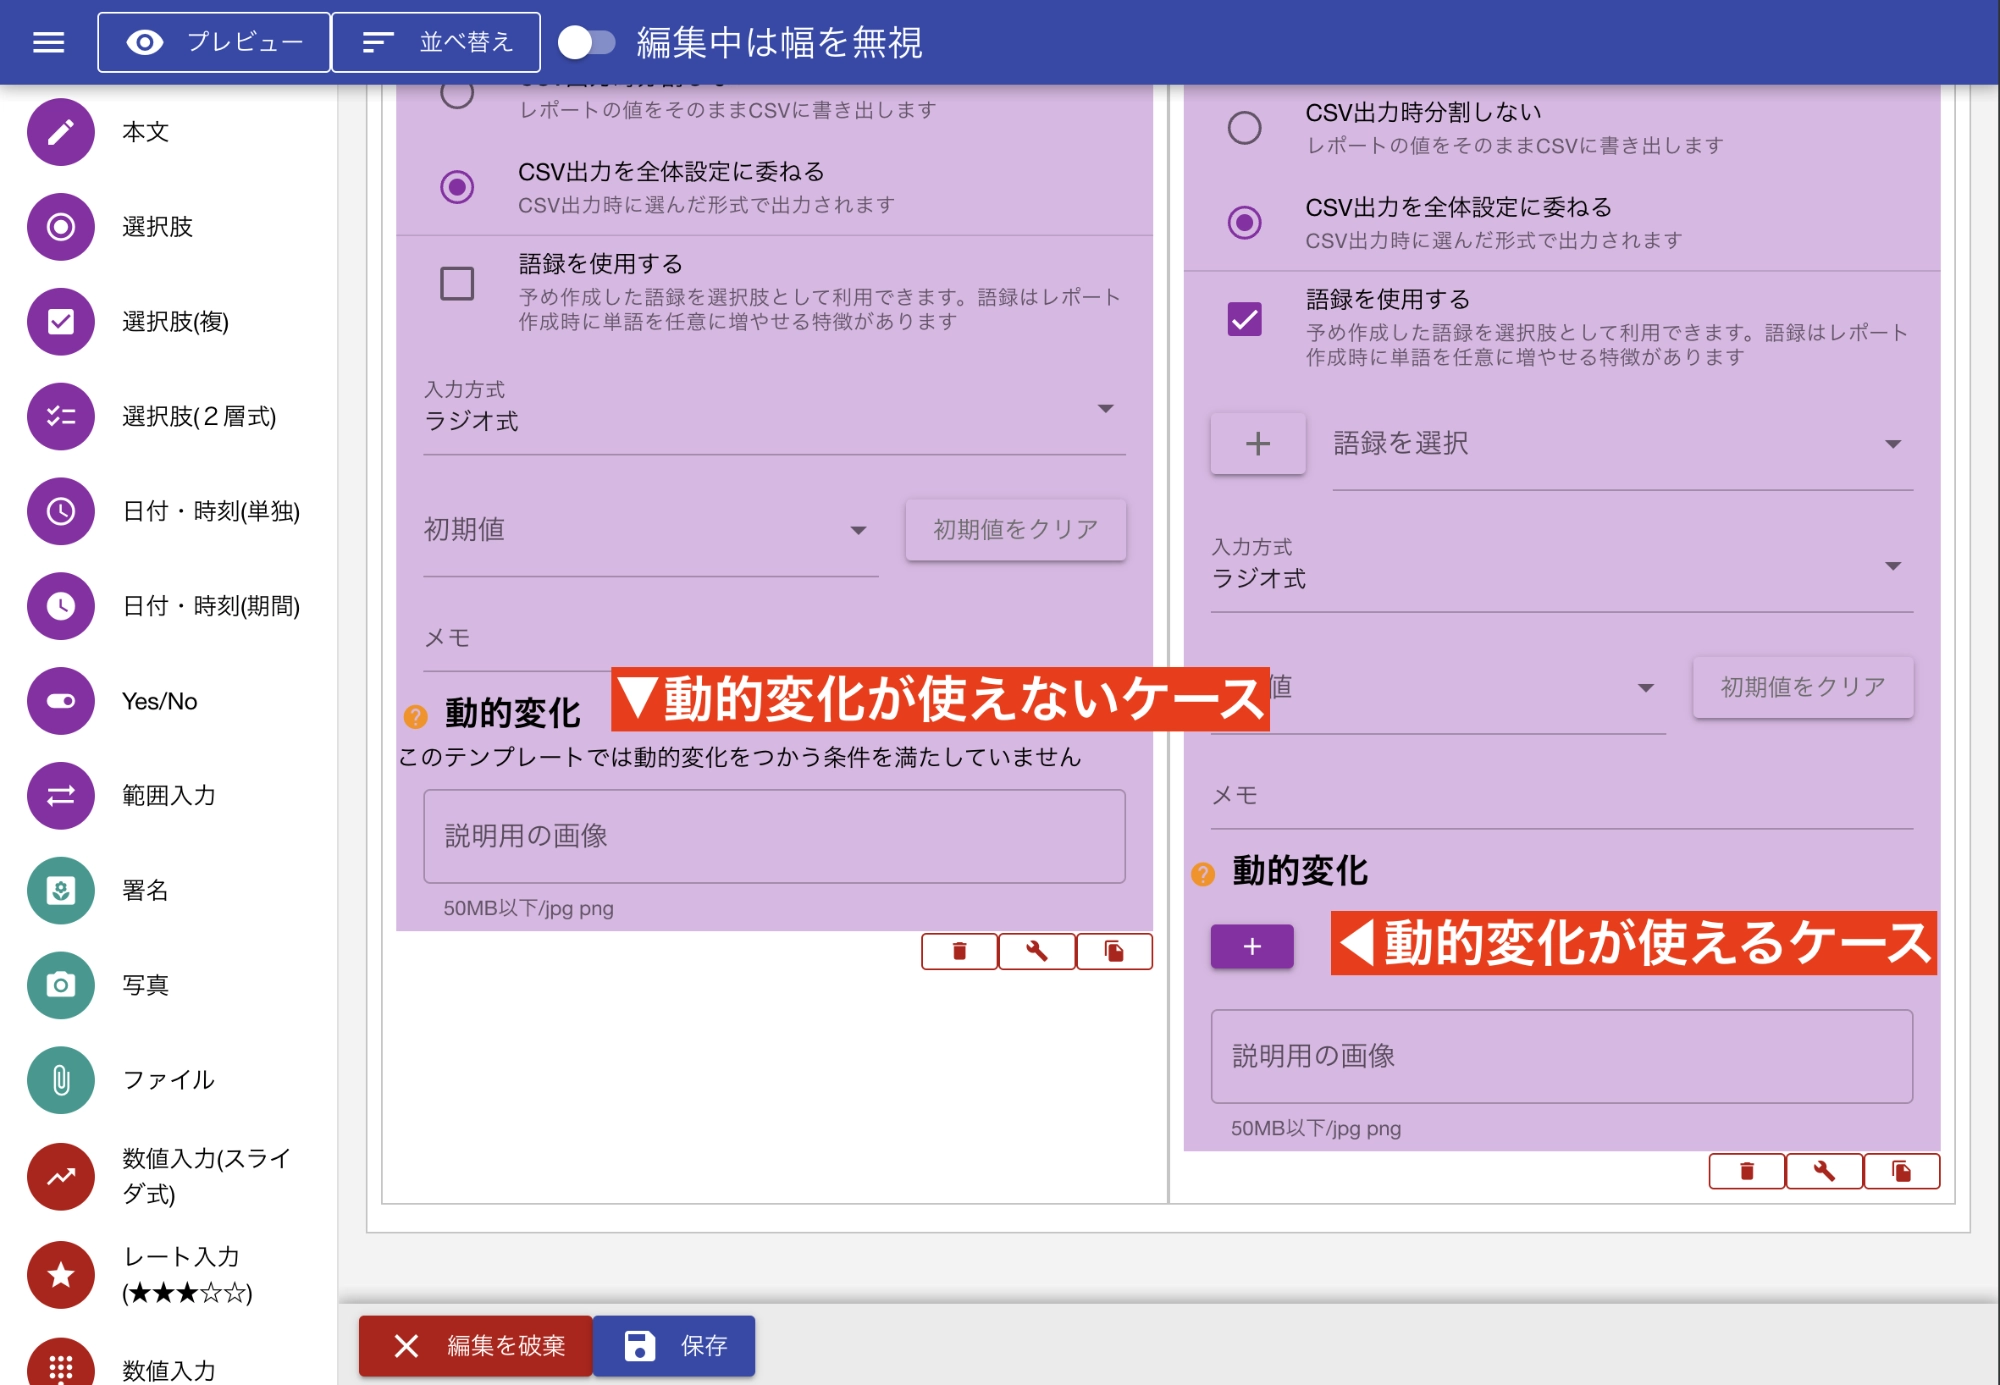 プレビュー
並べ替え
編集中は幅を無視
本文
選択肢
選択肢(複)
選択肢(２層式)
日付・時刻(単独)
日付・時刻(期間)
Yes/No
範囲入力
署名
写真
ファイル
数値入力(スライ
ダ式)
レート入力
(★★★☆☆)
数値入力
レポートの値をそのままCSVに書き出します
CSV出力を全体設定に委ねる
CSV出力時に選んだ形式で出力されます
語録を使用する
予め作成した語録を選択肢として利用できます。語録はレポート
作成時に単語を任意に増やせる特徴があります
入力方式
ラジオ式
初期値
初期値をクリア
メモ
動的変化
▼動的変化が使えないケース
このテンプレートでは動的変化をつかう条件を満たしていません
説明用の画像
50MB以下/jpg png
CSV出力時分割しない
レポートの値をそのままCSVに書き出します
CSV出力を全体設定に委ねる
CSV出力時に選んだ形式で出力されます
語録を使用する
予め作成した語録を選択肢として利用できます。語録はレポート
作成時に単語を任意に増やせる特徴があります
語録を選択
入力方式
ラジオ式
値
初期値をクリア
メモ
動的変化
◀動的変化が使えるケース
説明用の画像
50MB以下/jpg png
編集を破棄
保存